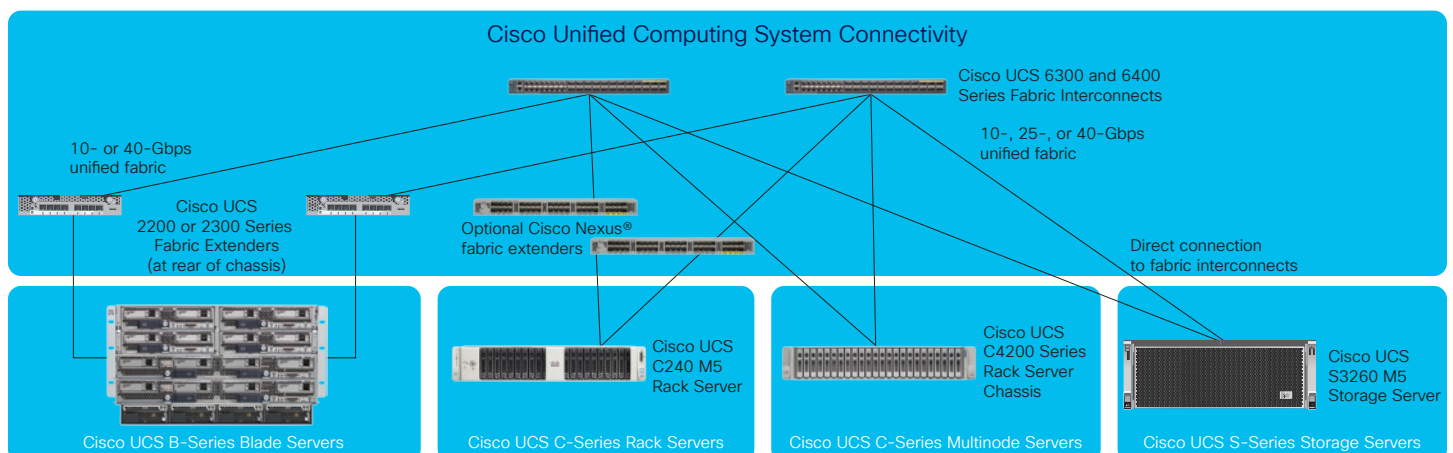 Cisco Unified Computing System Connectivity
Cisco UCS 6300 and 6400
Series Fabric Interconnects
10- or 40-Gbps
unified fabric
10-, 25-, or 40-Gbps
unified fabric
Cisco UCS
2200 or 2300 Series
Fabric Extenders
(at rear of chassis)
Optional Cisco Nexus®
fabric extenders
Direct connection
to fabric interconnects
Cisco UCS
C240 M5
Rack Server
Cisco UCS
C4200 Series
Rack Server
Chassis
Cisco UCS
S3260 M5
Storage Server
Cisco UCS B-Series Blade Servers
Cisco UCS C-Series Rack Servers
Cisco UCS C-Series Multinode Servers
Cisco UCS S-Series Storage Servers